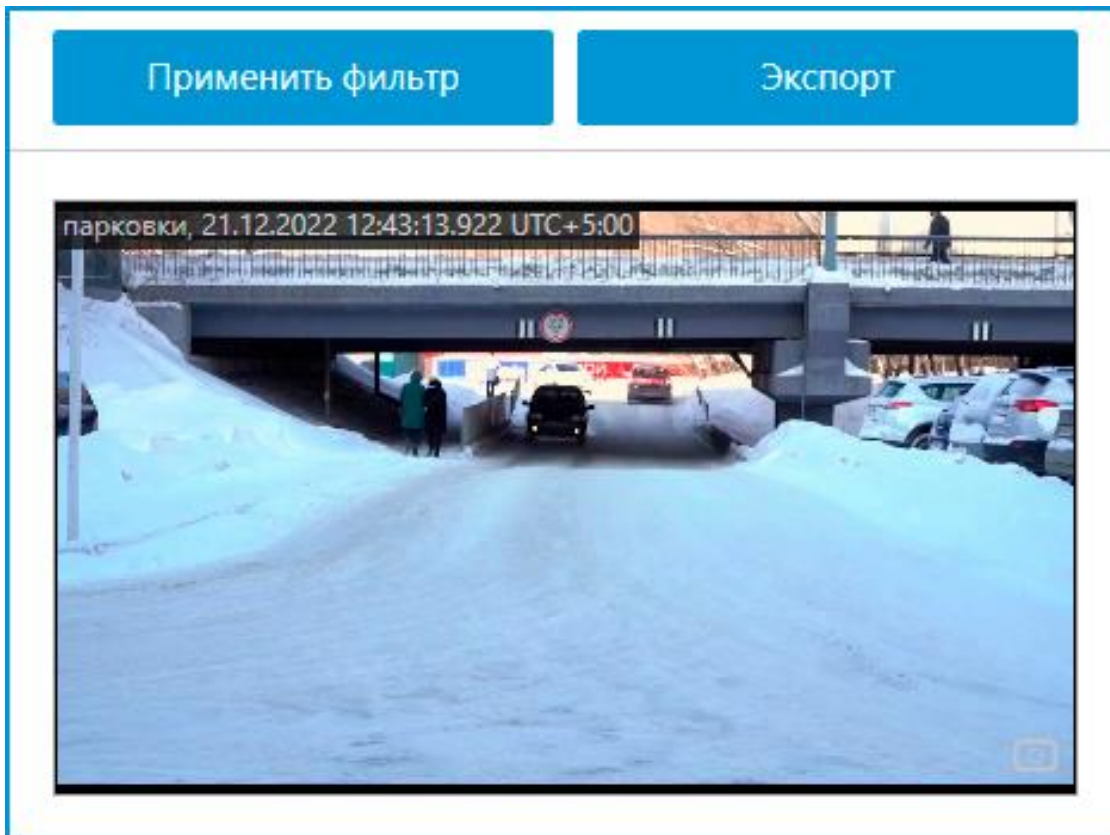 Применить фильтр
Экспорт
парковки, 21.12.2022 12:43:13.922 UTC+5:00